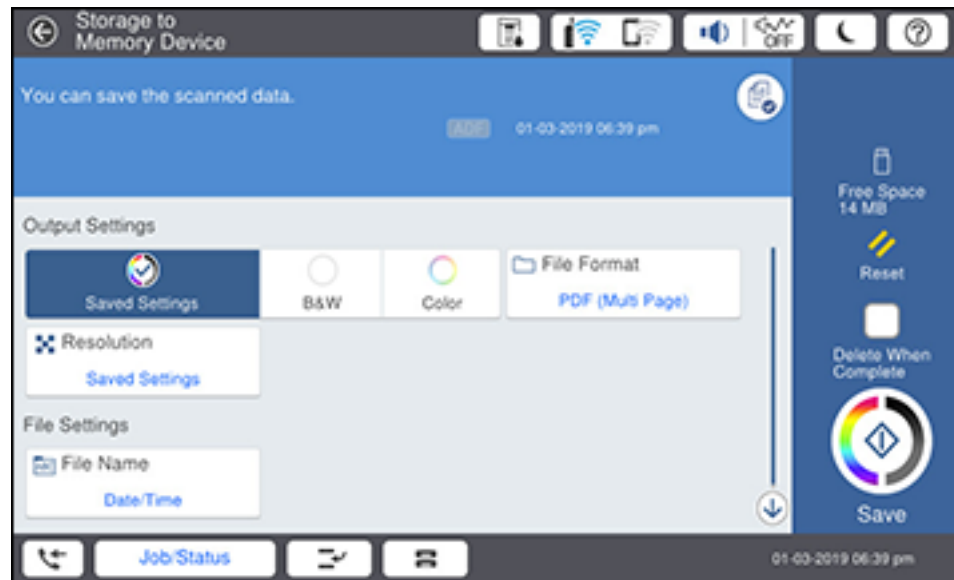 Storage to
Memory Device
OFF
You can save the scanned data.
ADF 01-03-2019 06:39 pm
Free Space
14 MB
Reset
Delete When
Complete
Save
Output Settings
Saved Settings
B&W
Color
File Format
PDF (Multi Page)
Resolution
Saved Settings
File Settings
File Name
Date/Time
Job/Status
01-03-2019 06:39 pm